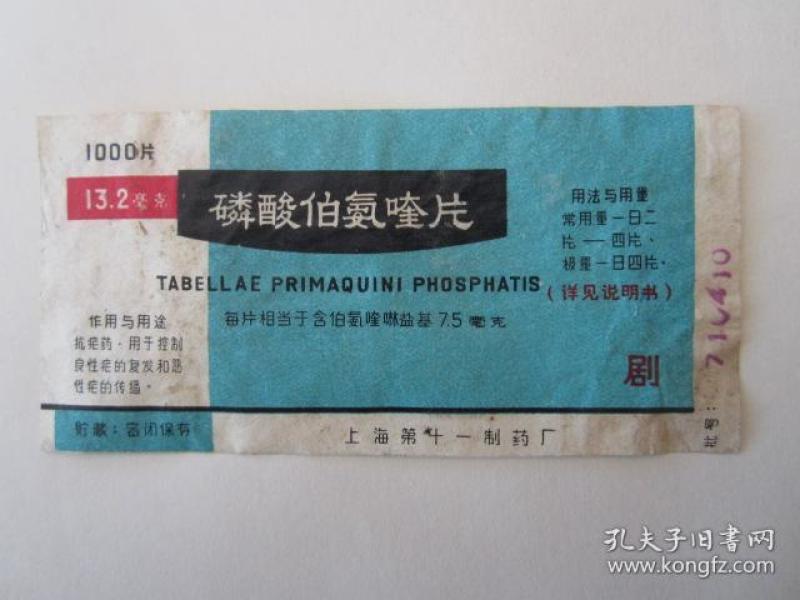 1000片
13.2毫克
磷酸伯氨喹片
TABELLAE PRIMAQUINI PHOSPHATIS
每片相当于含伯氨喹啉盐基7.5毫克
作用与用途
抗疟药·用于控制
良性疟的复发和恶
性疟的传播。
贮藏：密闭保存
用法与用量
常用量一日二
片——四片、
极量一日四片。
(详见说明书)
剧
上海第十一制药厂
批号：
孔夫子旧书网
www.kongfz.com